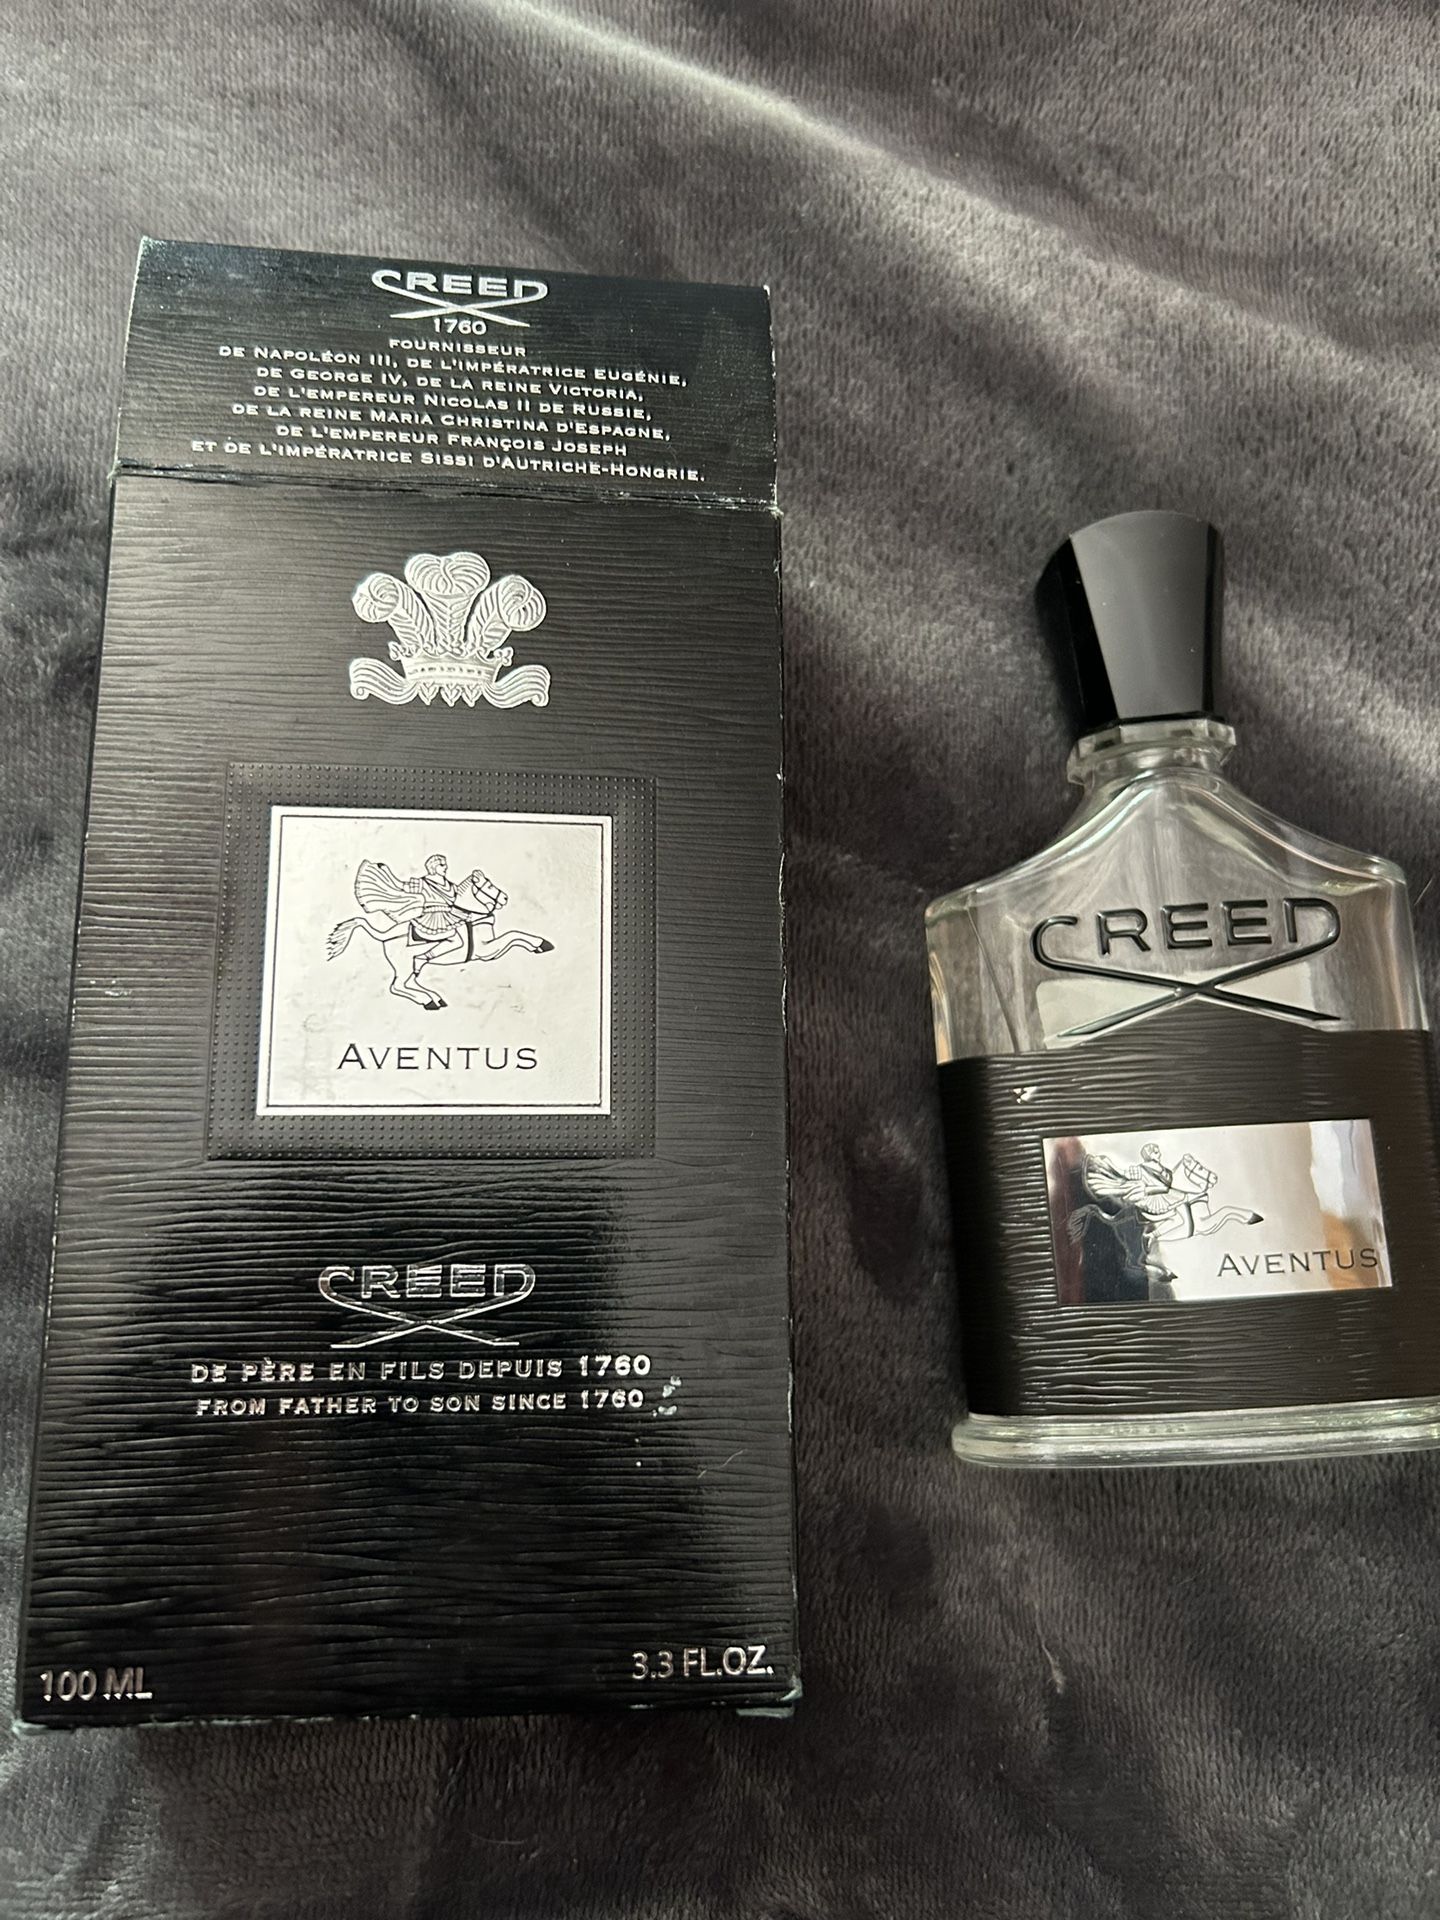 CREED
1760
FOURNISSEUR
DE NAPOLÉON III, DE L'IMPÉRATRICE EUGÉNIE,
DE GEORGE IV, DE LA REINE VICTORIA,
DE L'EMPEREUR NICOLAS II DE RUSSIE,
DE LA REINE MARIA CHRISTINA D'ESPAGNE,
DE L'EMPEREUR FRANÇOIS JOSEPH
ET DE L'IMPÉRATRICE SISSI D'AUTRICHE-HONGRIE.
AVENTUS
CREED
DE PÈRE EN FILS DEPUIS 1760
FROM FATHER TO SON SINCE 1760
100 ML
3.3 FL.OZ.
CREED
AVENTUS